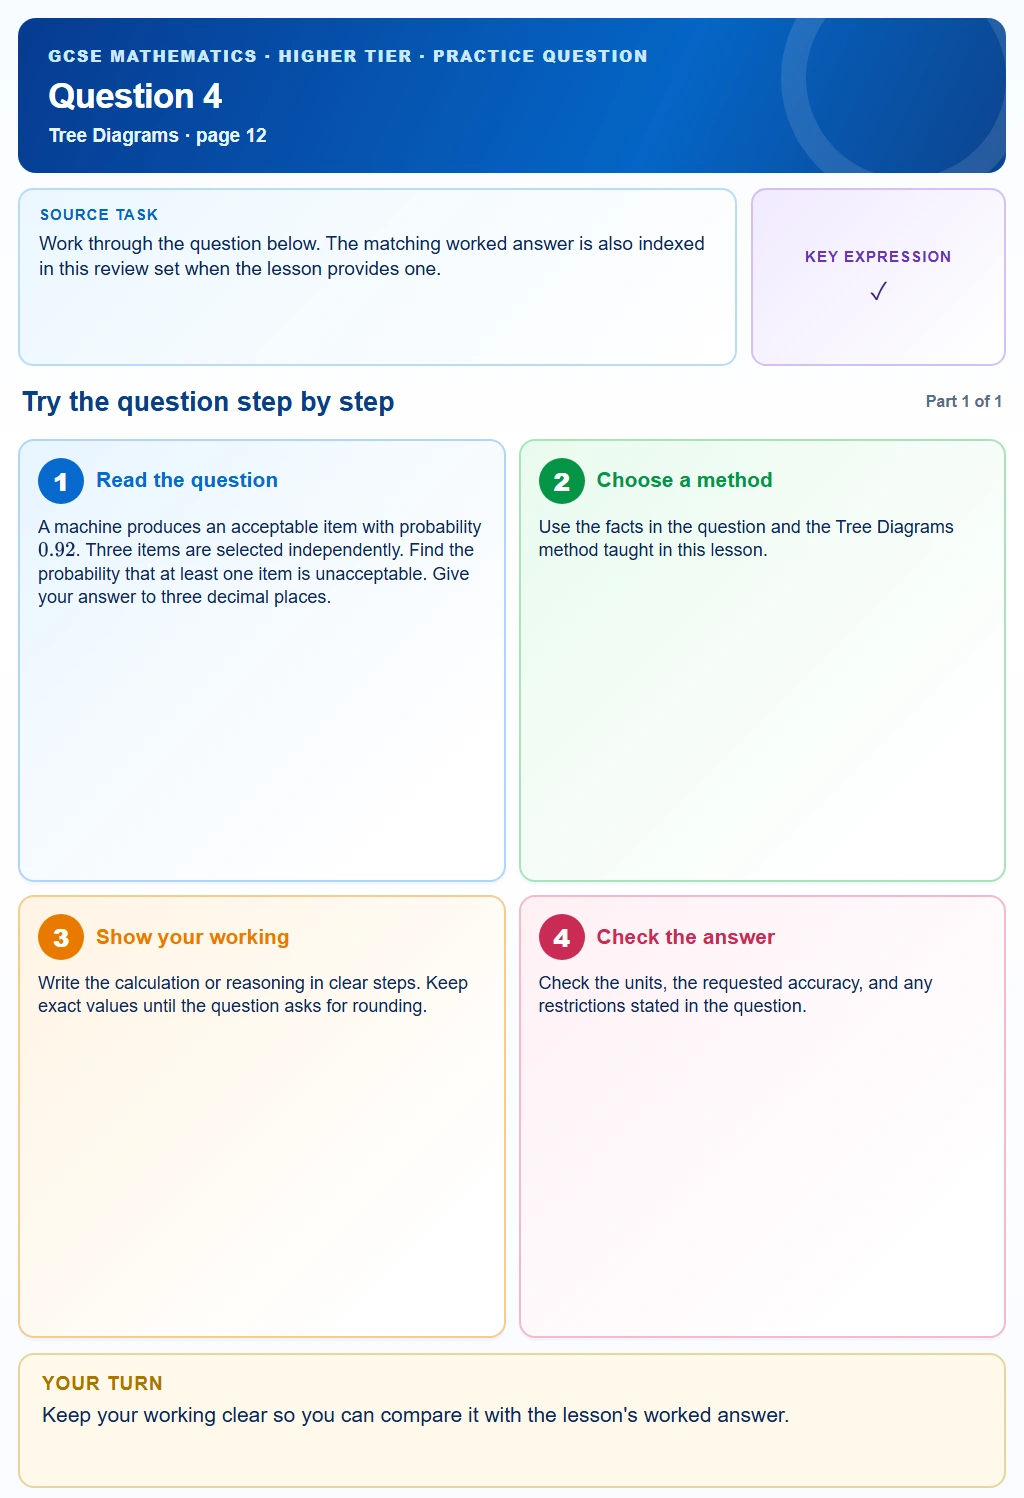 GCSE MATHEMATICS · HIGHER TIER · PRACTICE QUESTION
Question 4
Tree Diagrams · page 12
SOURCE TASK
Work through the question below. The matching worked answer is also indexed
in this review set when the lesson provides one.
KEY EXPRESSION
✓
Try the question step by step
Part 1 of 1
1 Read the question
A machine produces an acceptable item with probability
0.92. Three items are selected independently. Find the
probability that at least one item is unacceptable. Give
your answer to three decimal places.
2 Choose a method
Use the facts in the question and the Tree Diagrams
method taught in this lesson.
3 Show your working
Write the calculation or reasoning in clear steps. Keep
exact values until the question asks for rounding.
4 Check the answer
Check the units, the requested accuracy, and any
restrictions stated in the question.
YOUR TURN
Keep your working clear so you can compare it with the lesson's worked answer.